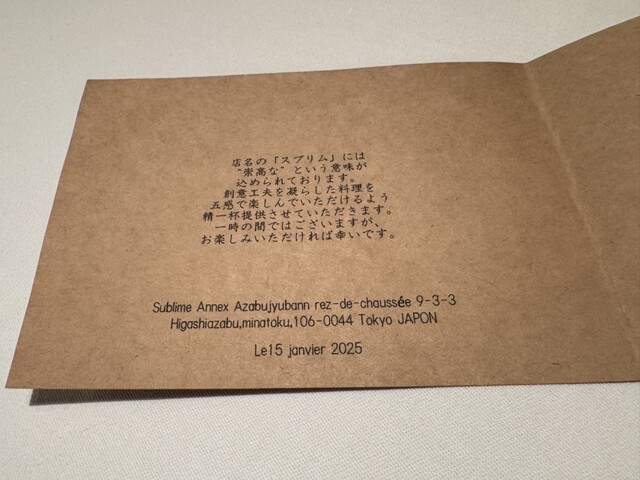 店名の「スブリム」には
"崇高な"という意味が
込められております。
創意工夫を凝らした料理を
五感で楽しんでいただけるよう
精一杯提供させていただきます。
一時の間ではございますが、
お楽しみいただければ幸いです。
Sublime Annex Azabujyubann rez-de-chaussée 9-3-3
Higashiazabu,minatoku,106-0044 Tokyo JAPON
Le15 janvier 2025